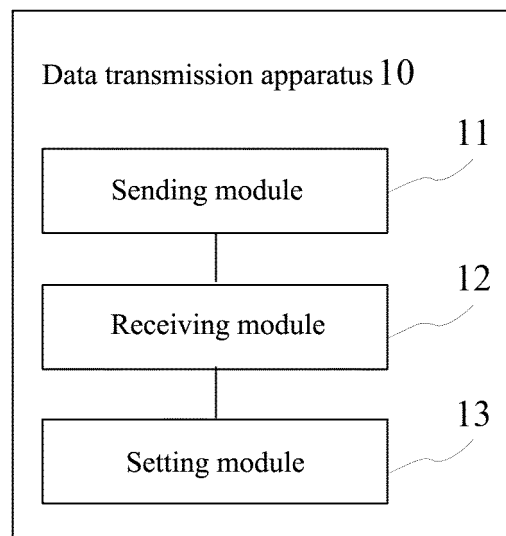 Data transmission apparatus 10
11
Sending module
12
Receiving module
13
Setting module